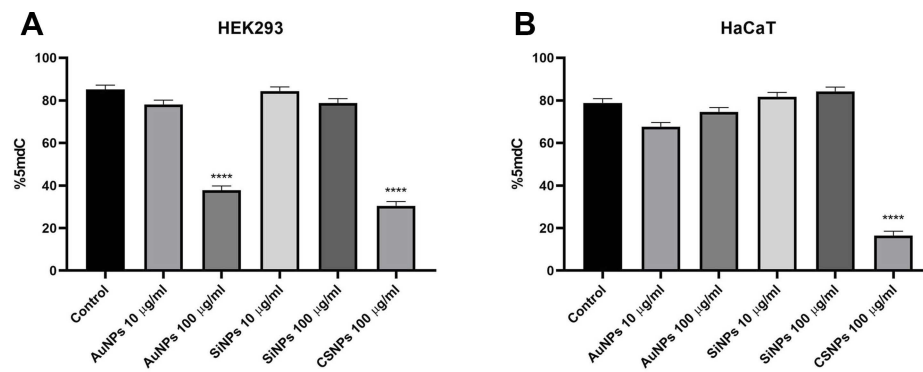 A
HEK293
%5mdC
100
80
60
40
20
0
****
****
Control
AuNPs 10 μg/ml
AuNPs 100 μg/ml
SiNPs 10 μg/ml
SiNPs 100 μg/ml
CSNPs 100 μg/ml
B
HaCaT
%5mdC
100
80
60
40
20
0
****
Control
AuNPs 10 μg/ml
AuNPs 100 μg/ml
SiNPs 10 μg/ml
SiNPs 100 μg/ml
CSNPs 100 μg/ml